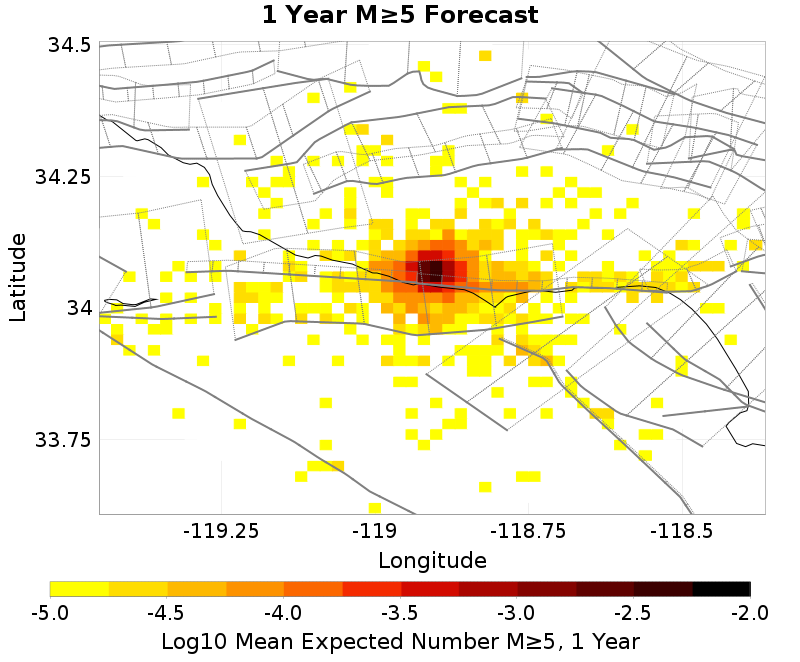 1 Year M≥5 Forecast
34.5
34.25
34
33.75
Latitude
-119.25 -119 -118.75 -118.5
Longitude
-5.0 -4.5 -4.0 -3.5 -3.0 -2.5 -2.0
Log10 Mean Expected Number M≥5, 1 Year